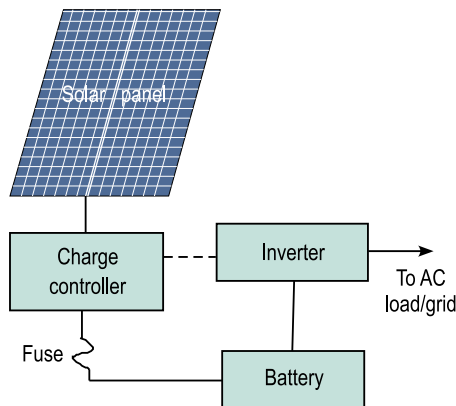 Solar panel
Charge
controller
Inverter
To AC
load/grid
Fuse
Battery